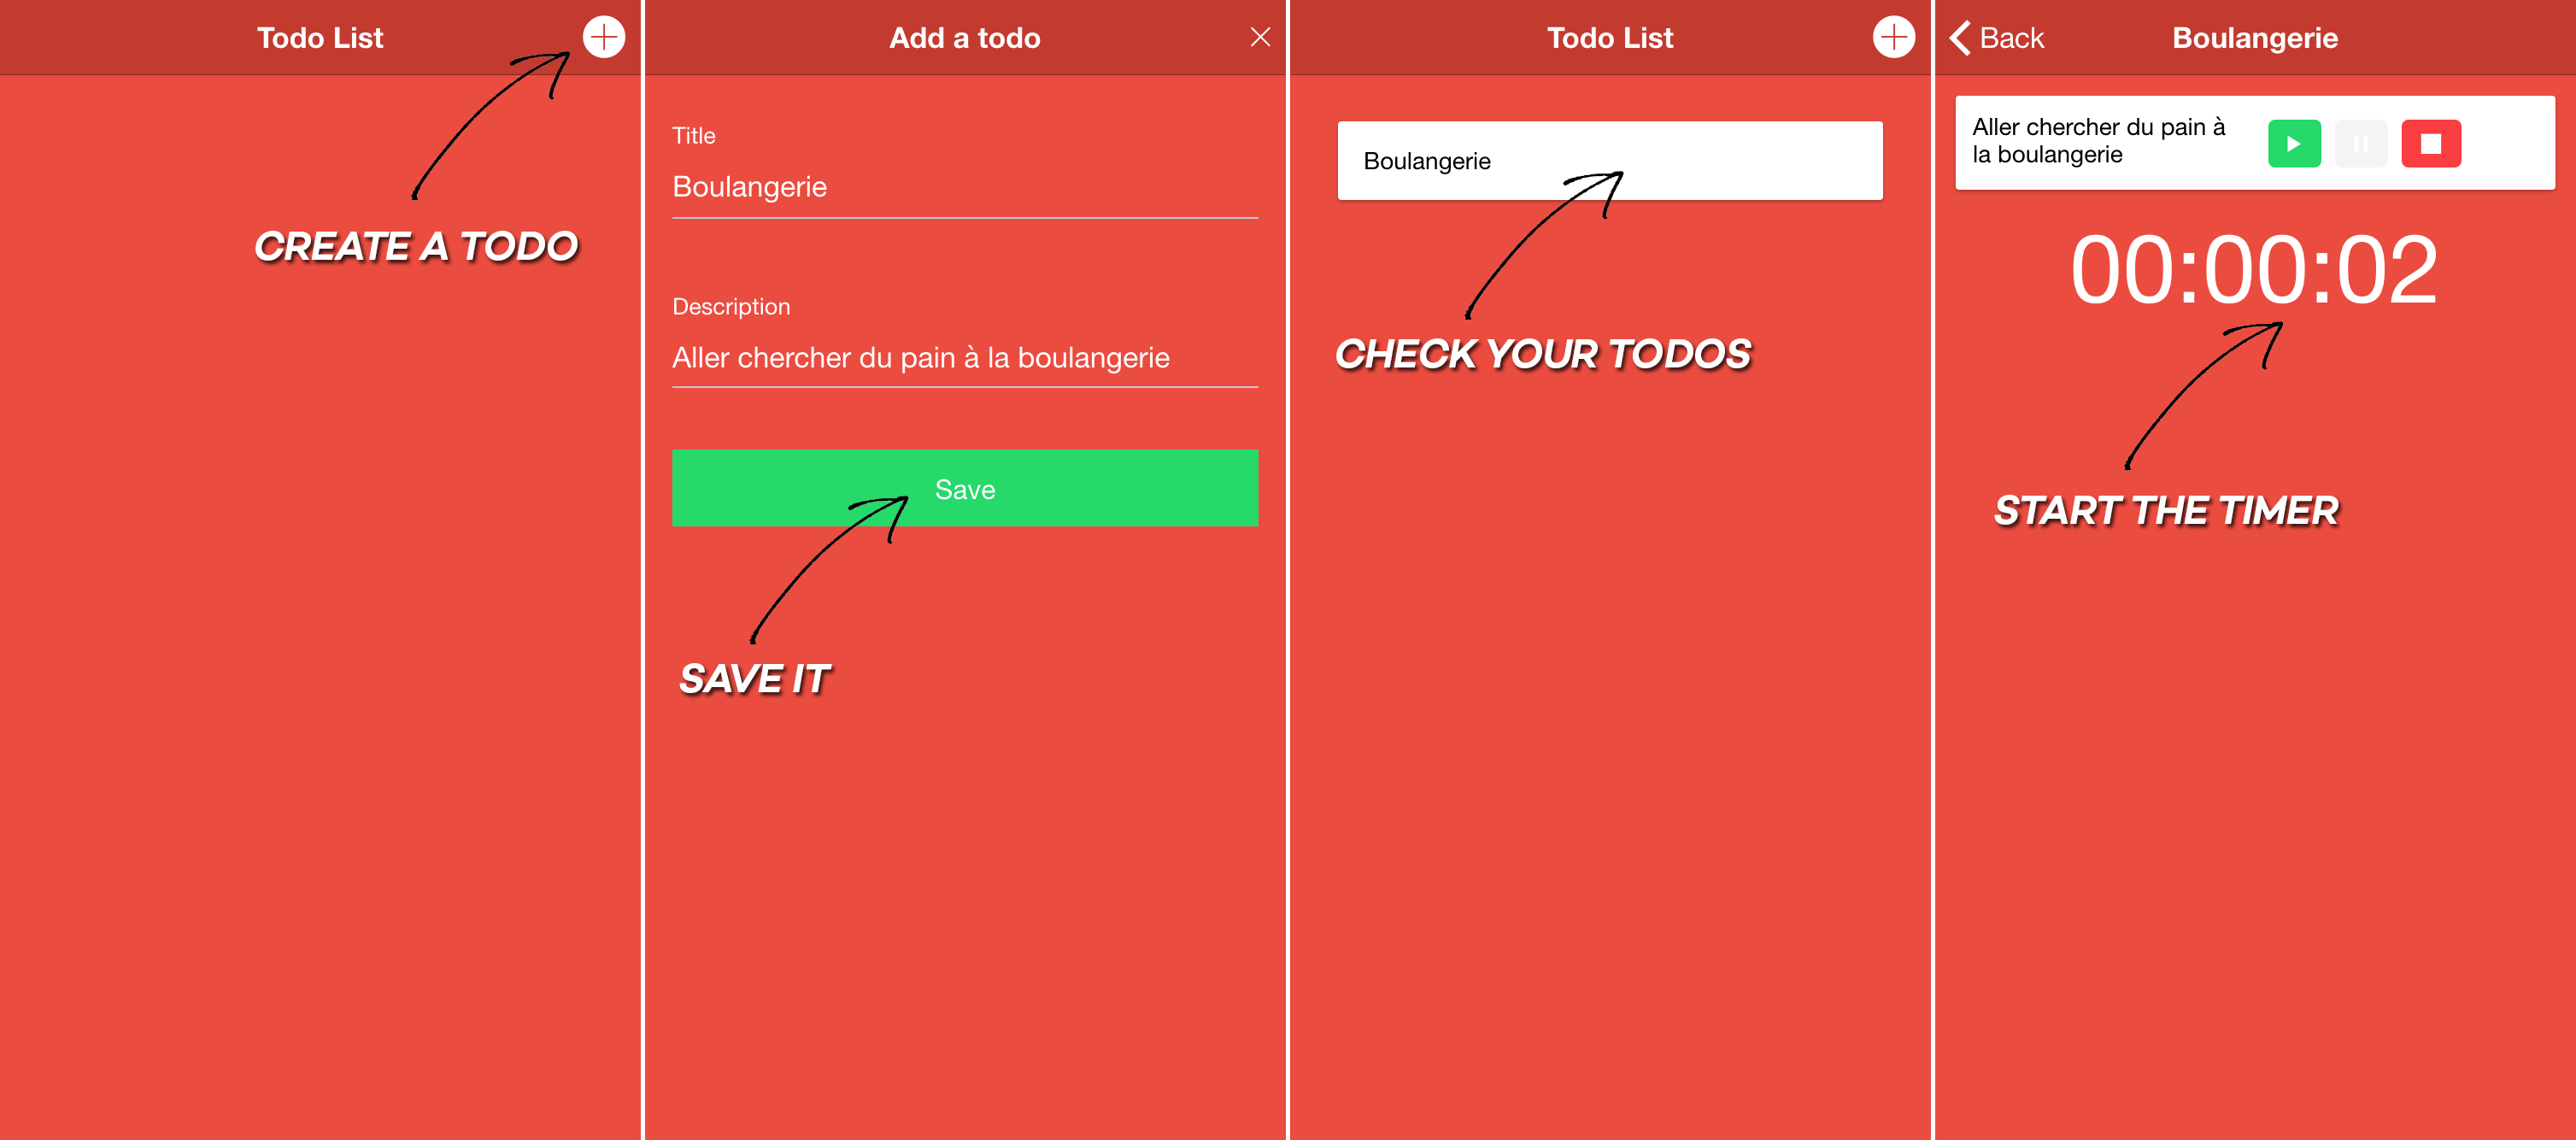 Todo List
CREATE A TODO
Add a todo
Title
Boulangerie
Description
Aller chercher du pain à la boulangerie
Save
SAVE IT
Todo List
Boulangerie
CHECK YOUR TODOS
Back
Boulangerie
Aller chercher du pain à
la boulangerie
00:00:02
START THE TIMER